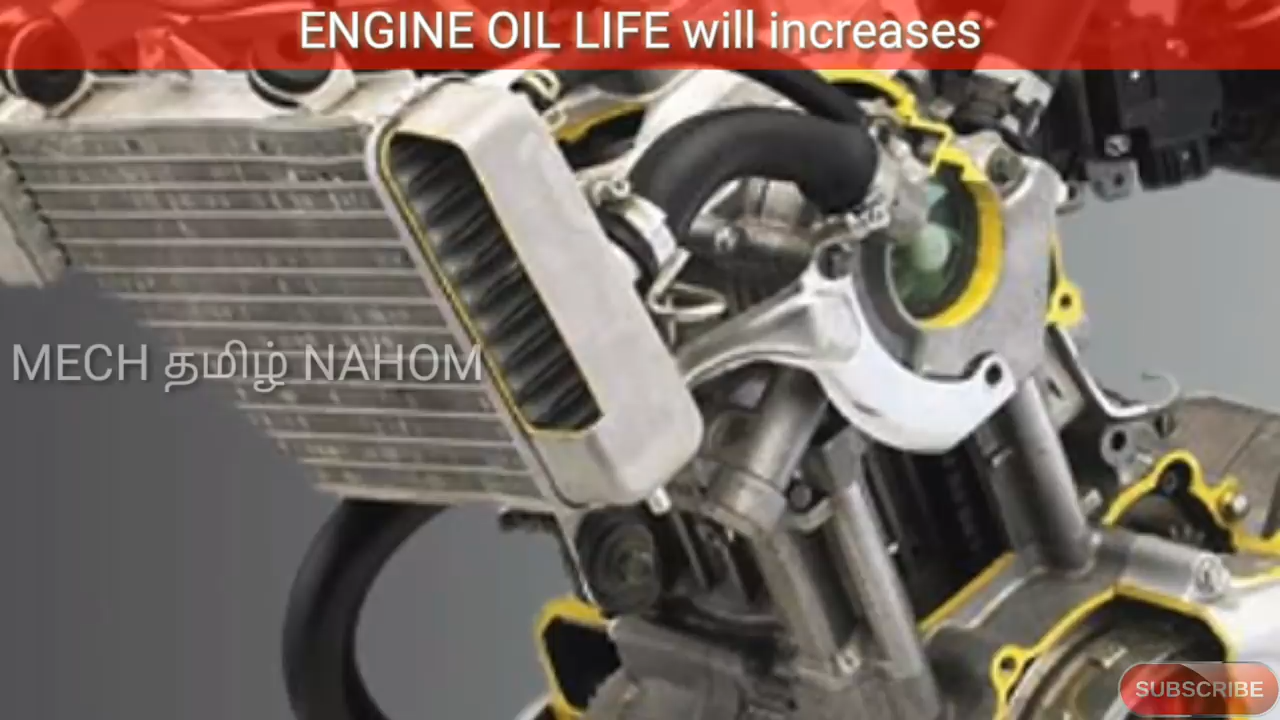 ENGINE OIL LIFE will increases
MECH தமிழ் NAHOM
SUBSCRIBE